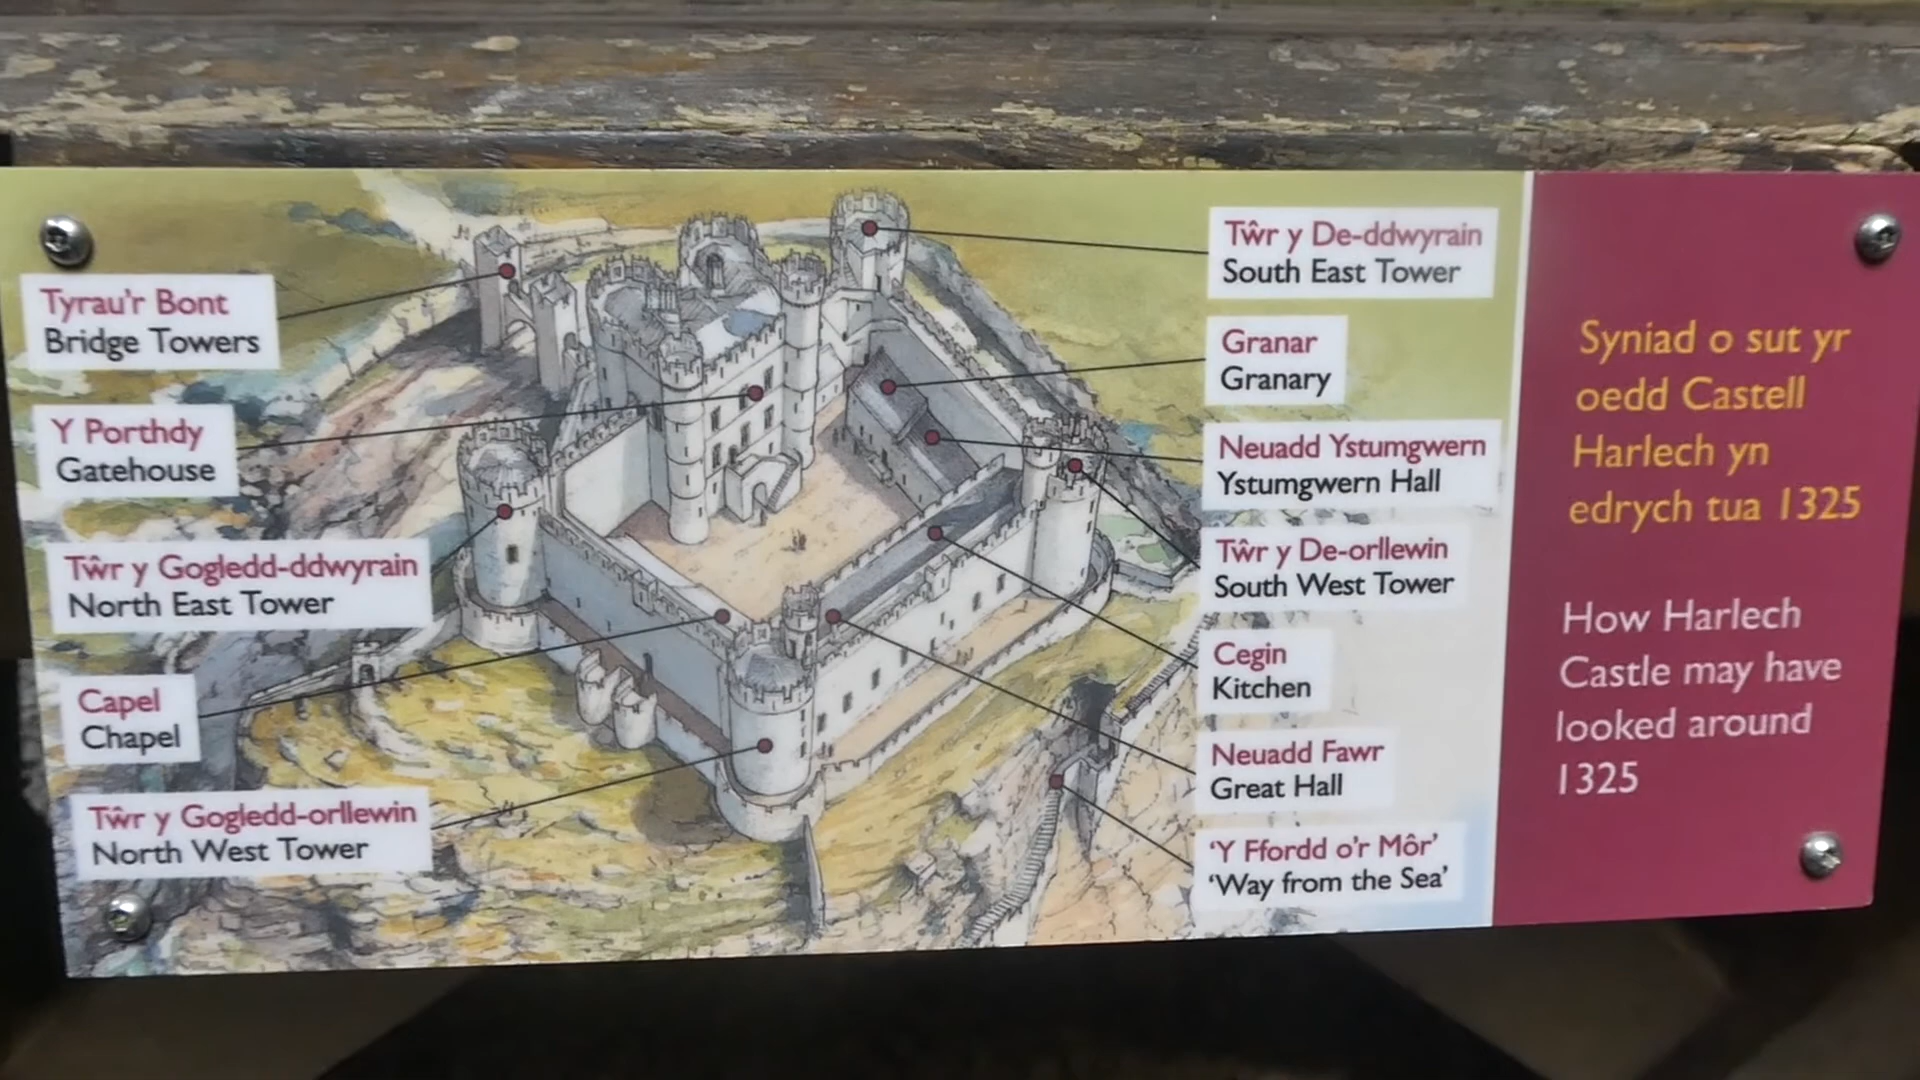 Tyrau'r Bont
Bridge Towers
Y Porthdy
Gatehouse
Tŵr y Gogledd-ddwyrain
North East Tower
Capel
Chapel
Tŵr y Gogledd-orllewin
North West Tower
Tŵr y De-ddwyrain
South East Tower
Granar
Granary
Neuadd Ystumgwern
Ystumgwern Hall
Tŵr y De-orllewin
South West Tower
Cegin
Kitchen
Neuadd Fawr
Great Hall
‘Y Ffordd o'r Môr’
‘Way from the Sea’
Syniad o sut yr
oedd Castell
Harlech yn
edrych tua 1325
How Harlech
Castle may have
looked around
1325